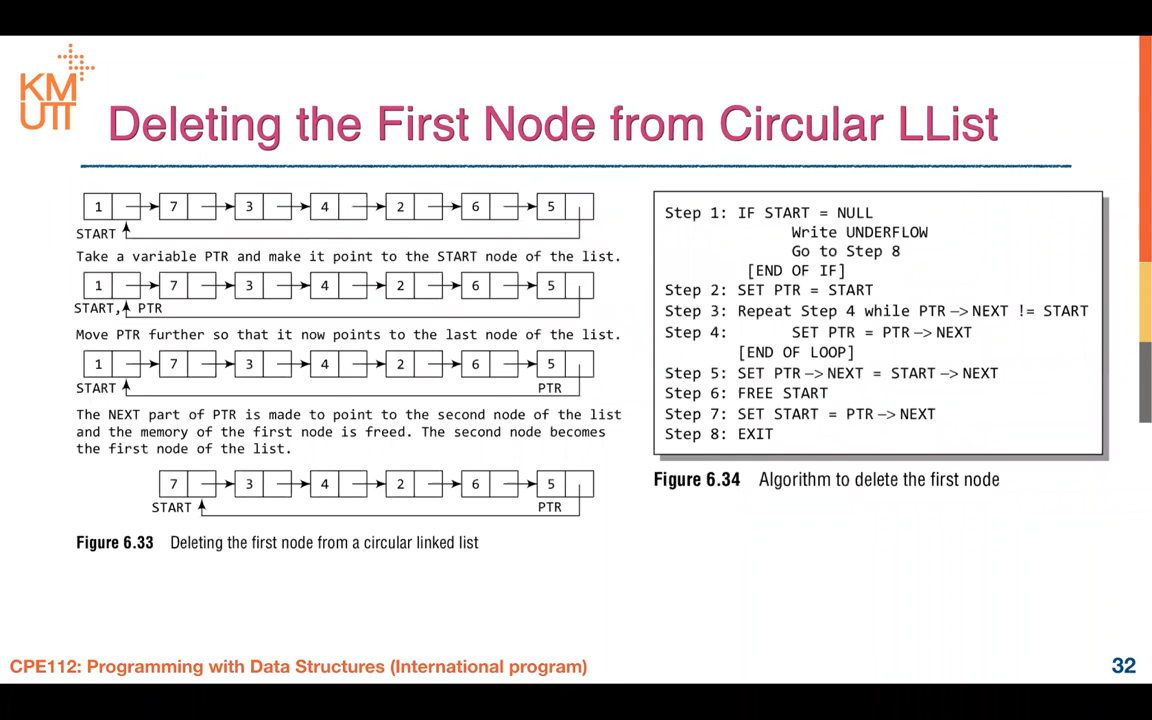 KM
UTT
Deleting the First Node from Circular LList
1 7 3 4 2 6 5
START
Take a variable PTR and make it point to the START node of the list.
1 7 3 4 2 6 5
START, PTR
Move PTR further so that it now points to the last node of the list.
1 7 3 4 2 6 5
START PTR
The NEXT part of PTR is made to point to the second node of the list
and the memory of the first node is freed. The second node becomes
the first node of the list.
7 3 4 2 6 5
START PTR
Figure 6.33 Deleting the first node from a circular linked list
Step 1: IF START = NULL
Write UNDERFLOW
Go to Step 8
[END OF IF]
Step 2: SET PTR = START
Step 3: Repeat Step 4 while PTR –> NEXT != START
Step 4: SET PTR = PTR –> NEXT
[END OF LOOP]
Step 5: SET PTR –> NEXT = START –> NEXT
Step 6: FREE START
Step 7: SET START = PTR –> NEXT
Step 8: EXIT
Figure 6.34 Algorithm to delete the first node
CPE112: Programming with Data Structures (International program)
32